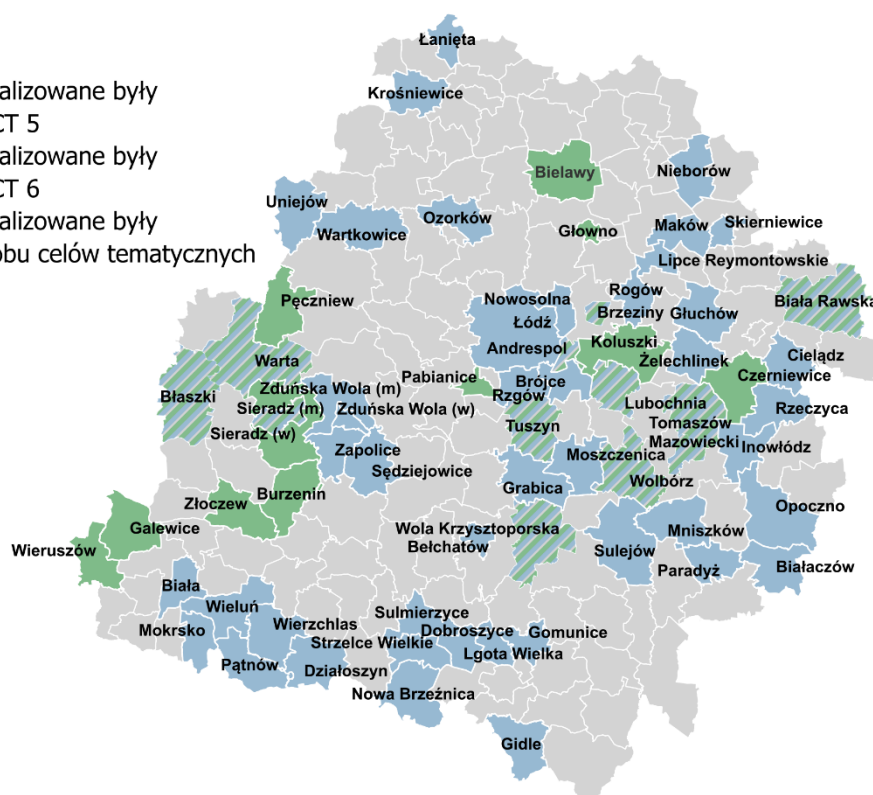 Łanięta
alizowane były
Krośniewice
CT 5
alizowane były
CT 6
Bielawy
Nieborów
alizowane były
Uniejów
Ozorków
Wartkowice
Głowno
Maków
Skierniewice
obu celów tematycznych
Lipce Reymontowskie
Pęczniew
Nowosolna
Rogów
Biała Rawska
Łódź
Brzeziny
Głuchów
Koluszki
Andrespol
Warta
Żelechlinek
Cielądz
Pabianice
Brójce
Czerniewice
Błaszki
Zduńska Wola (m)
Rzgów
Lubochnia
Sieradz (m)
Zduńska Wola (w)
Rzeczyca
Tuszyn
Tomaszów
Mazowiecki
Sieradz (w)
Zapolice
Moszczenica
Inowłódz
Sędziejowice
Wolbórz
Grabica
Złoczew
Burzenin
Opoczno
Galewice
Wola Krzysztoporska
Mniszków
Wieruszów
Bełchatów
Sulejów
Paradyż
Białaczów
Biała
Wieluń
Sulmierzyce
Mokrsko
Wierzchlas
Dobroszyce
Gomunice
Strzelce Wielkie
Lgota Wielka
Pątnów
Działoszyn
Nowa Brzeźnica
Gidle